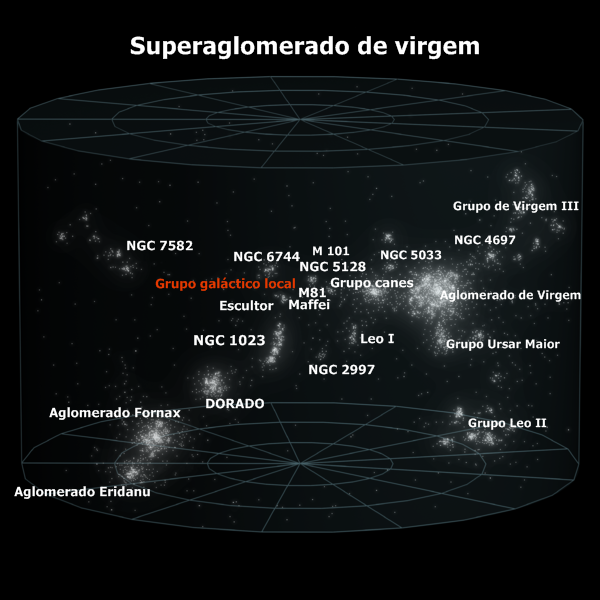 Superaglomerado de virgem
Grupo de Virgem III
NGC 7582
NGC 4697
M 101
NGC 6744
NGC 5033
NGC 5128
Grupo galáctico local
Grupo canes
M81
Aglomerado de Virgem
Escultor
Maffei
NGC 1023
Leo I
Grupo Ursar Maior
NGC 2997
DORADO
Aglomerado Fornax
Grupo Leo II
Aglomerado Eridanu